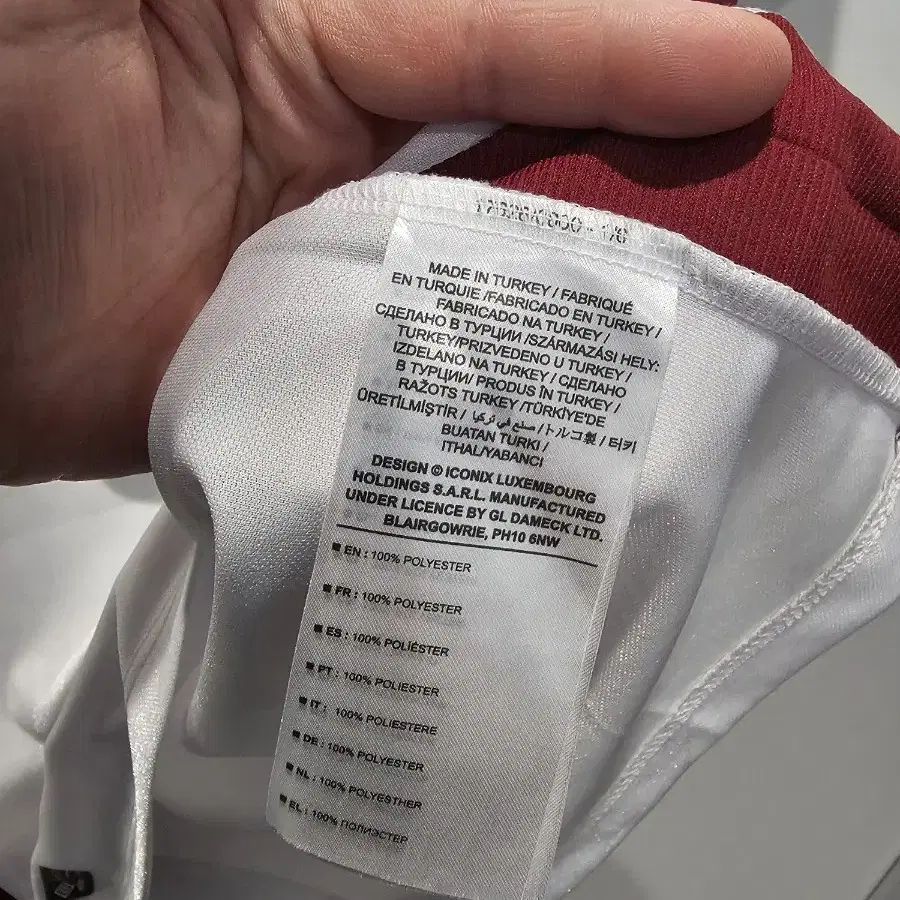 MADE IN TURKEY / FABRIQUÉ
EN TURQUIE /FABRICADO EN TURKEY /
FABRICADO NA TURKEY /
СДЕЛАНО В ТУРЦИИ /SZÁRMAZÁSI HELY:
TURKEY/PRIZVEDENO U TURKEY /
IZDELANO NA TURKEY / СДЕЛАНО
В ТУРЦИИ/ PRODUS ÎN TURKEY /
RAŽOTS TURKEY /TÜRKİYE'DE
ÜRETİLMİŞTİR / صنع في تركيا /トルコ製 / 터키
BUATAN TURKI /
ITHAL/YABANCI
DESIGN © ICONIX LUXEMBOURG
HOLDINGS S.A.R.L. MANUFACTURED
UNDER LICENCE BY GL DAMECK LTD.
BLAIRGOWRIE, PH10 6NW
EN : 100% POLYESTER
FR : 100% POLYESTER
ES : 100% POLIÉSTER
PT : 100% POLIESTER
IT : 100% POLIESTERE
DE : 100% POLYESTER
NL : 100% POLYESTHER
EL : 100% ПОЛИЭСТЕР